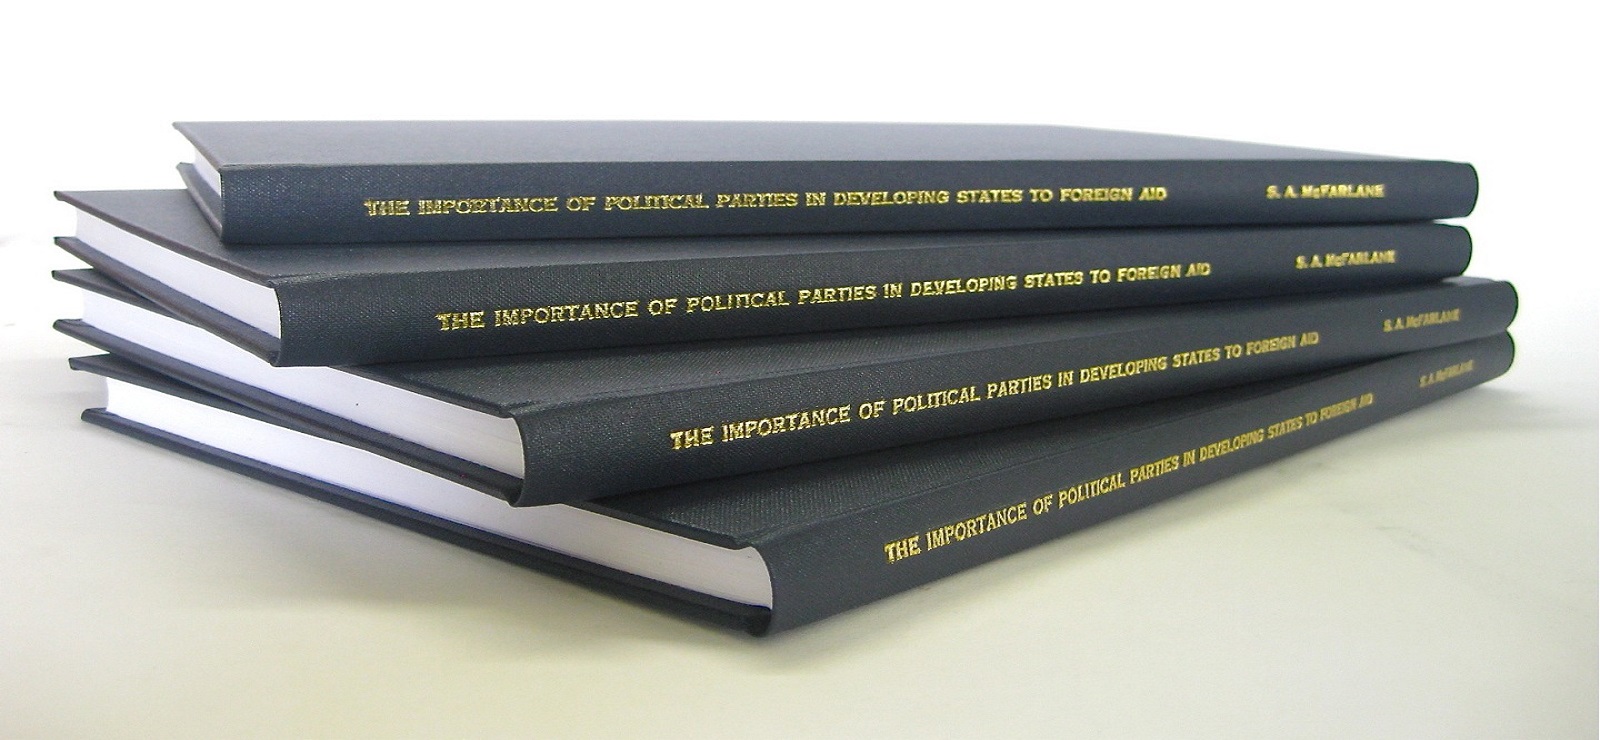 THE IMPORTANCE OF POLITICAL PARTIES IN DEVELOPING STATES TO FOREIGN AID S. A. McFARLANE
THE IMPORTANCE OF POLITICAL PARTIES IN DEVELOPING STATES TO FOREIGN AID S. A. McFARLANE
THE IMPORTANCE OF POLITICAL PARTIES IN DEVELOPING STATES TO FOREIGN AID S. A. McFARLANE
THE IMPORTANCE OF POLITICAL PARTIES IN DEVELOPING STATES TO FOREIGN AID S. A. McFARLANE